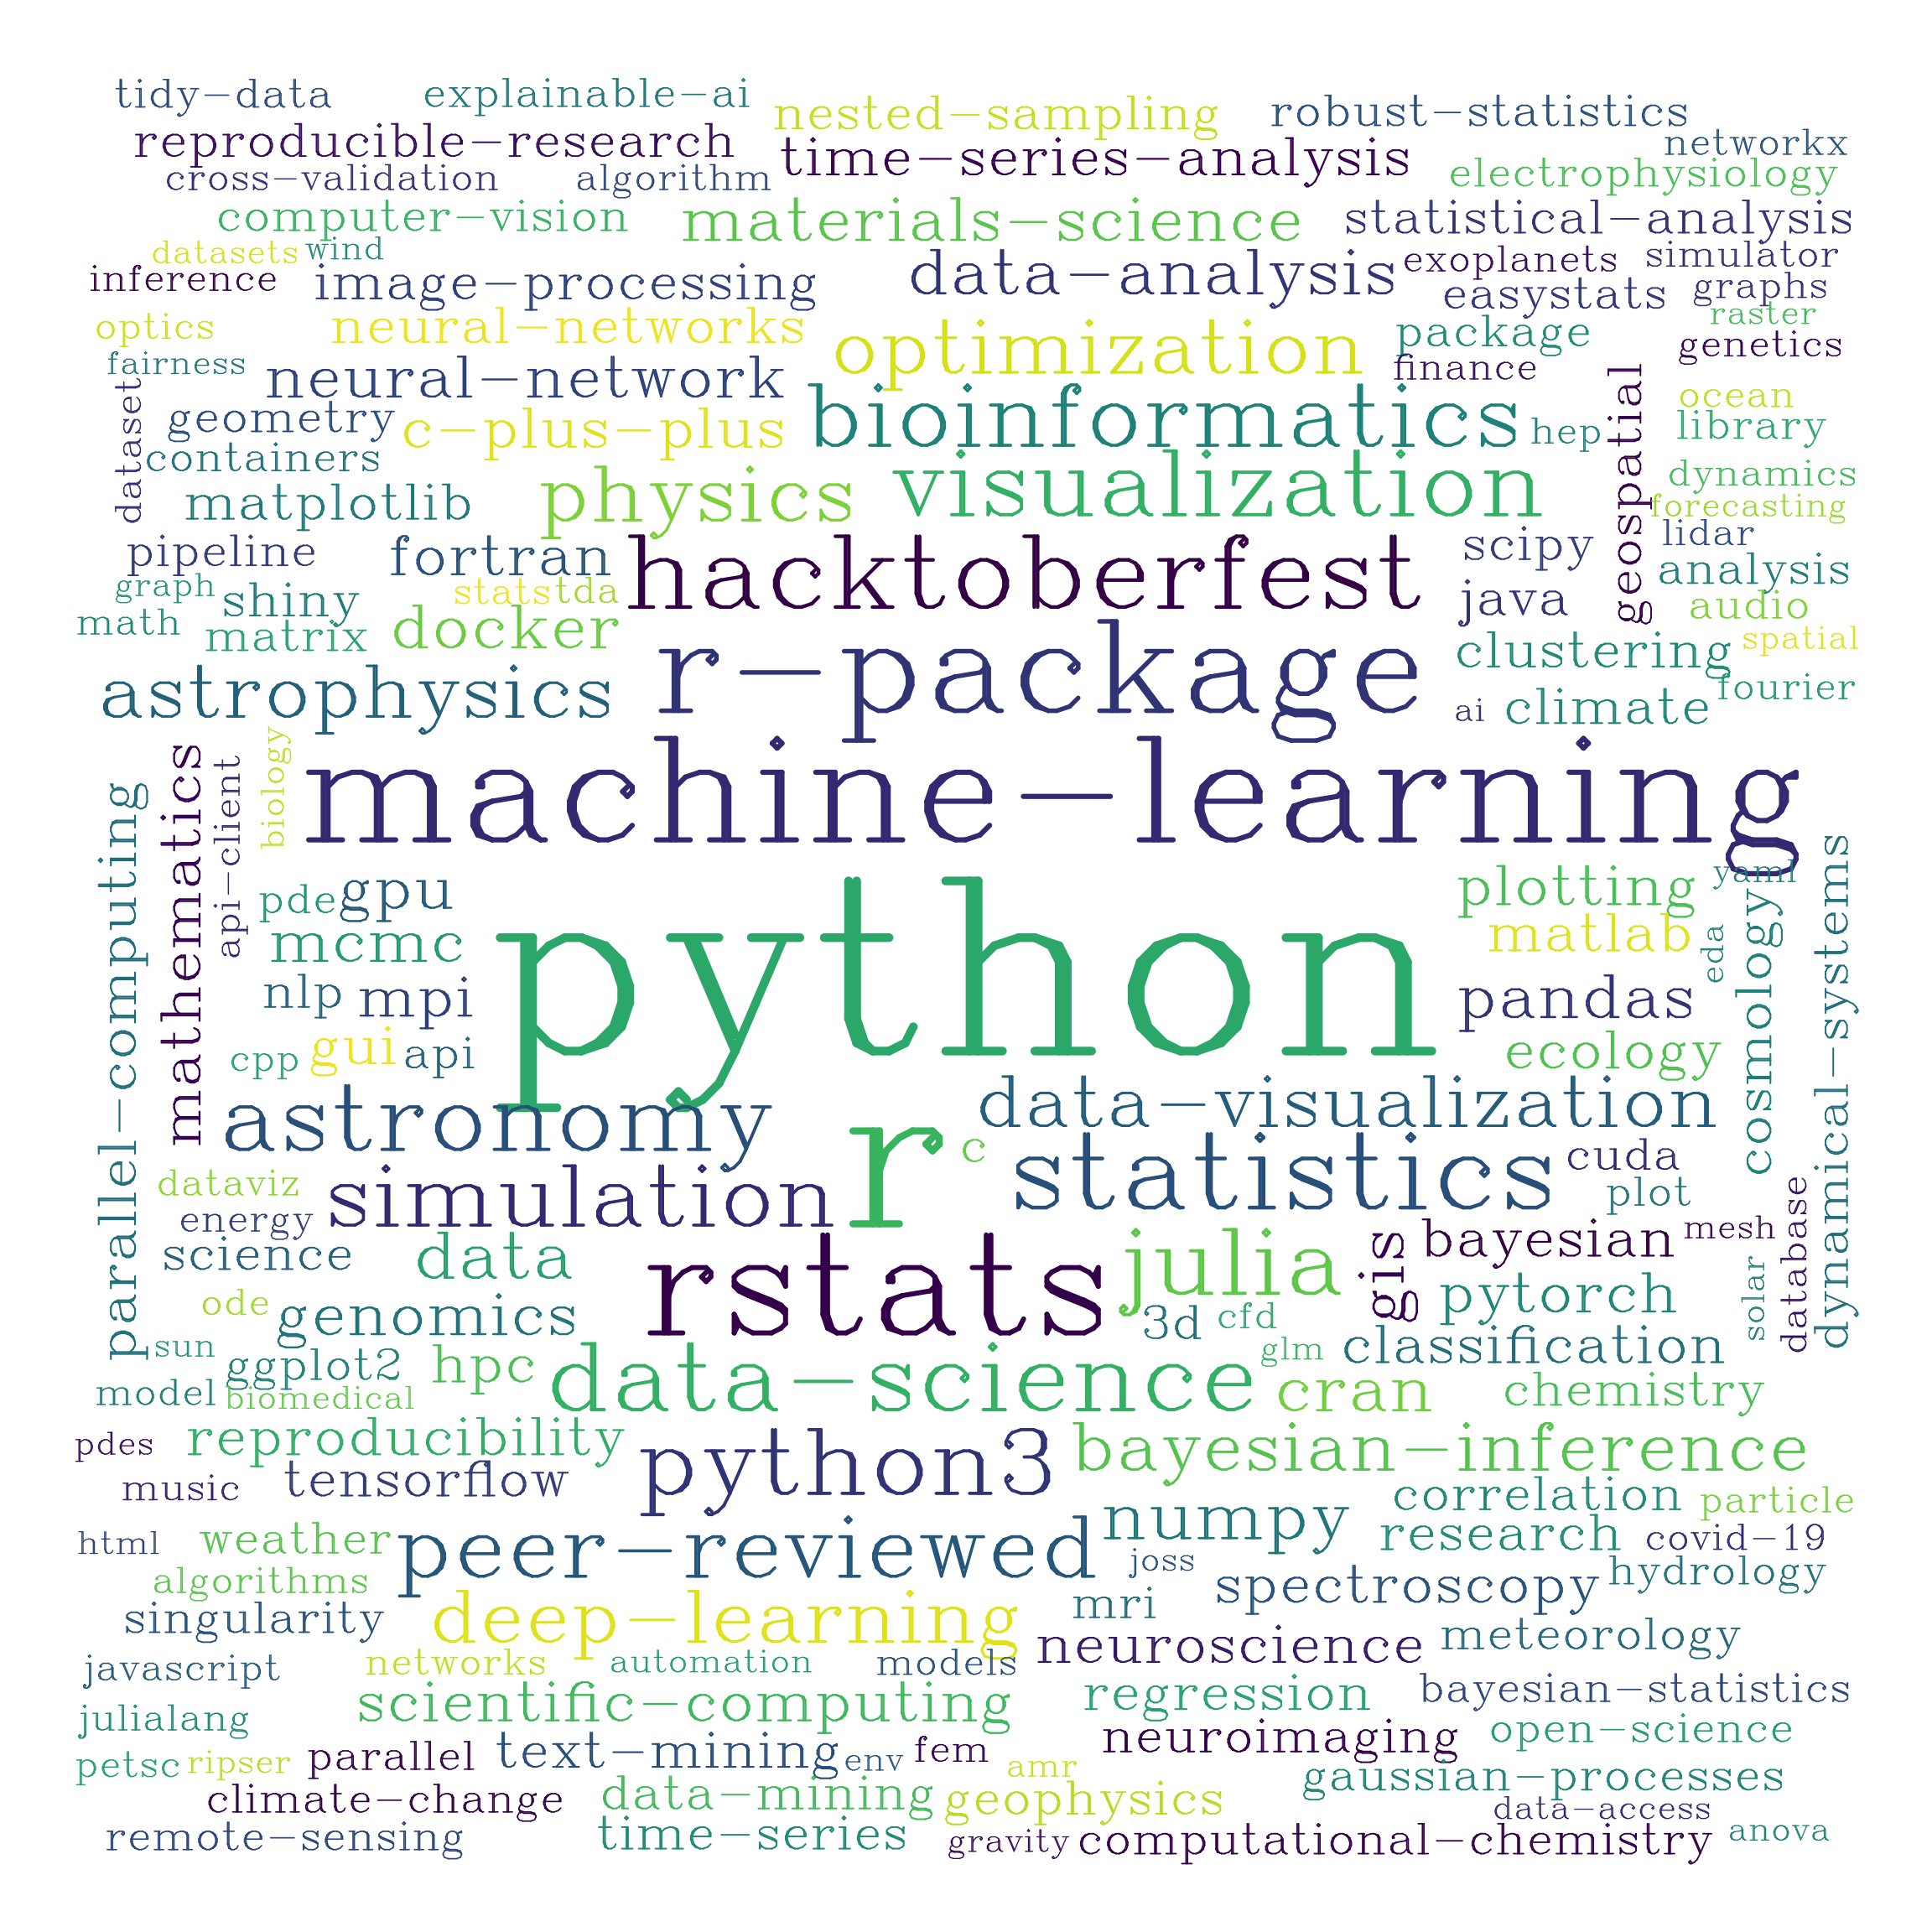 tidy-data explainable-ai
nested-sampling robust-statistics
reproducible-research time-series-analysis networkx
cross-validation algorithm electrophysiology
computer-vision materials-science statistical-analysis
datasets wind data-analysis exoplanets simulator
inference image-processing easystats graphs
optics neural-networks optimization package raster
fairness finance genetics
dataset neural-network bioinformatics geospatial ocean
geometry c-plus-plus hep library
containers visualization dynamics
matplotlib physics forecasting
pipeline fortran hacktoberfest scipy lidar
graph shiny stats tda java analysis
math matrix docker audio
r-package clustering spatial
astrophysics ai climate fourier
mathematics api-client biology machine-learning
parallel-computing yaml dynamical-systems
pde gpu python plotting cosmology
mcmc matlab eda
nlp mpi pandas
cpp gui api ecology
astronomy r c data-visualization
dataviz simulation statistics cuda
energy plot database
science data rstats julia gis bayesian mesh
ode genomics 3d cfd pytorch solar
sun ggplot2 hpc data-science glm classification
model biomedical cran chemistry
pdes reproducibility python3 bayesian-inference
music tensorflow numpy correlation particle
html weather peer-reviewed joss research covid-19
algorithms spectroscopy hydrology
singularity deep-learning mri
neuroscience meteorology
javascript networks automation models
julialang scientific-computing regression bayesian-statistics
petsc ripser parallel text-mining env fem neuroimaging open-science
amr gaussian-processes
climate-change data-mining geophysics data-access
remote-sensing time-series gravity computational-chemistry anova